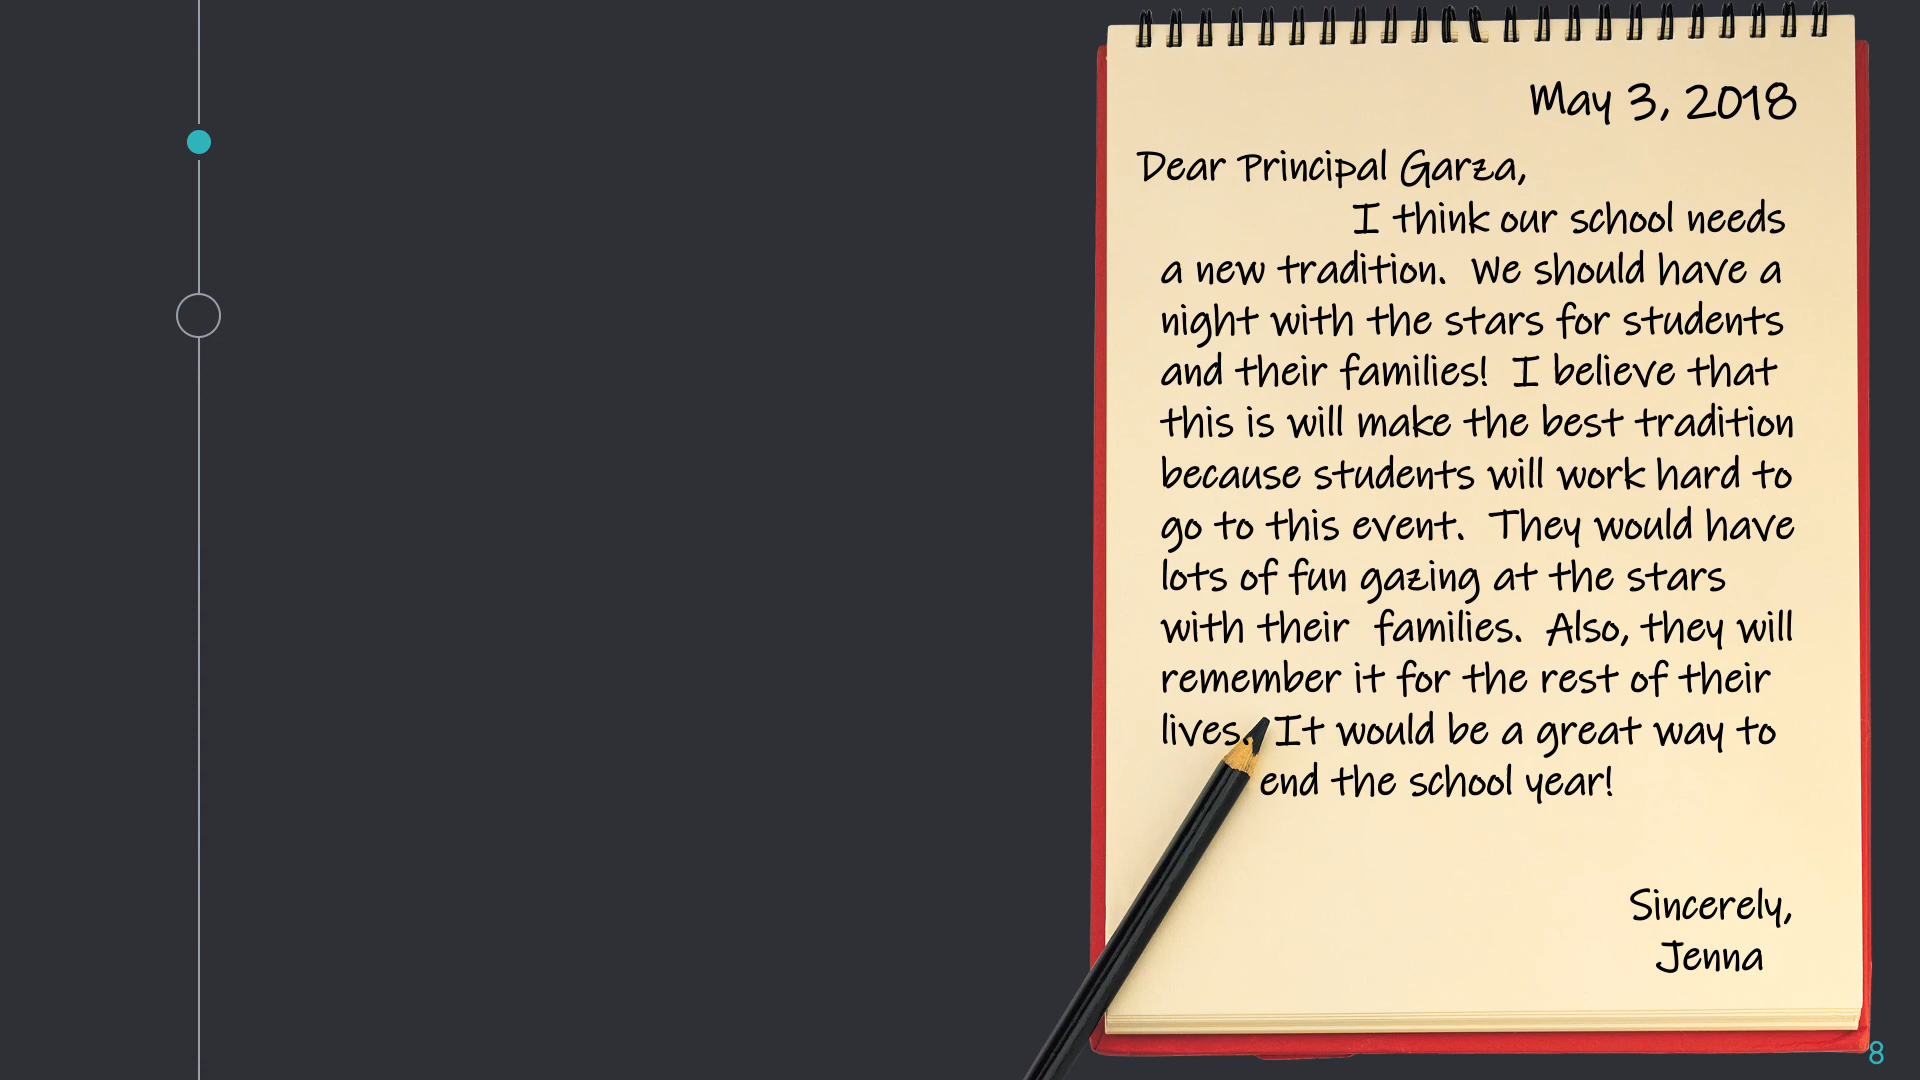 May 3, 2018
Dear Principal Garza,
I think our school needs
a new tradition.  We should have a
night with the stars for students
and their families!  I believe that
this is will make the best tradition
because students will work hard to
go to this event.  They would have
lots of fun gazing at the stars
with their  families.  Also, they will
remember it for the rest of their
lives.  It would be a great way to
end the school year!
Sincerely,
Jenna
8